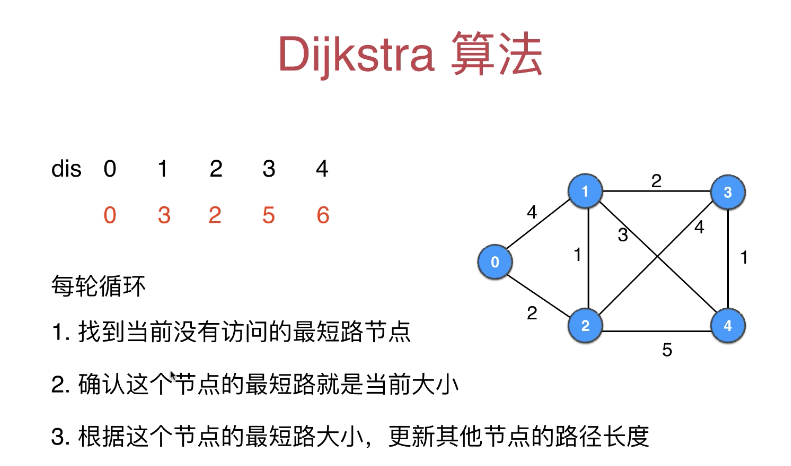 Dijkstra 算法
dis 0 1 2 3 4
0 3 2 5 6
每轮循环
1. 找到当前没有访问的最短路节点
2. 确认这个节点的最短路就是当前大小
3. 根据这个节点的最短路大小，更新其他节点的路径长度
1 2 3
4
3 4
0 1 1
2 2 4
5